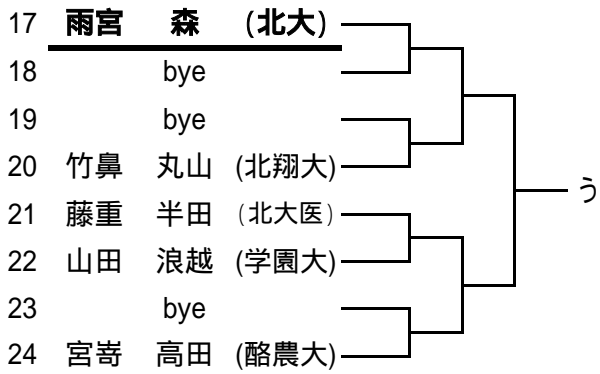 17 雨宮 森 (北大)
18 bye
19 bye
20 竹鼻 丸山 (北翔大)
21 藤重 半田 (北大医)
22 山田 浪越 (学園大)
23 bye
24 宮嵜 高田 (酪農大)
う